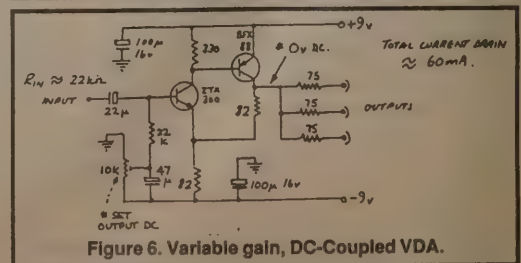 +9v
100µ
16v
220
BFX
88
* 0v DC.
TOTAL CURRENT DRAIN
≈ 60mA.
RIN ≈ 22kΩ
INPUT
22µ
ZTX
300
75
75
75
OUTPUTS
82
22
K
10K
47
µ
82
100µ 16v
* SET
OUTPUT DC
-9v
Figure 6. Variable gain, DC-Coupled VDA.